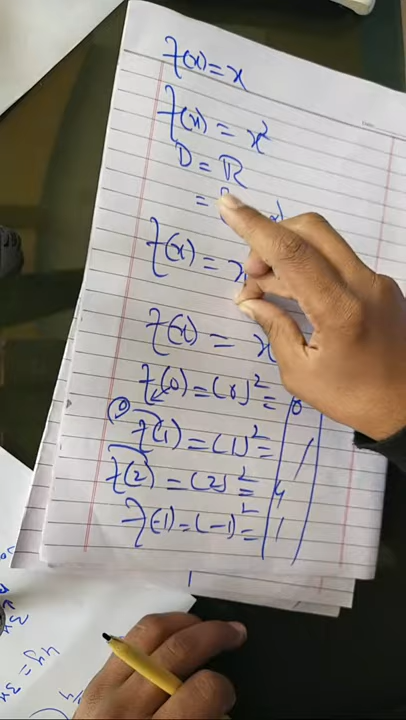 f(x) = x
f(x) = x²
D = ℝ
=
f(x) = x
f(x) = x
f(0) = (0)² = 0
f(1) = (1)² = 1
f(2) = (2)² = 4
f(-1) = (-1)² = 1